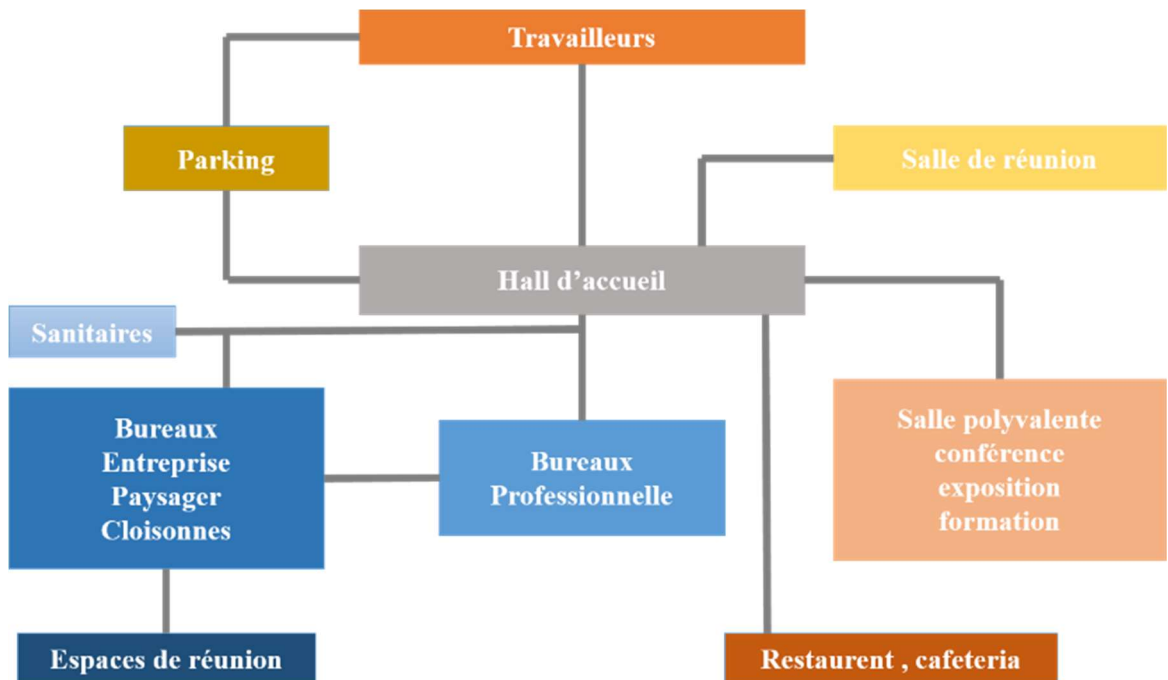 Travailleurs
Parking
Salle de réunion
Hall d’accueil
Sanitaires
Bureaux
Entreprise
Paysager
Cloisonnes
Bureaux
Professionnelle
Salle polyvalente
conférence
exposition
formation
Espaces de réunion
Restaurent , cafeteria